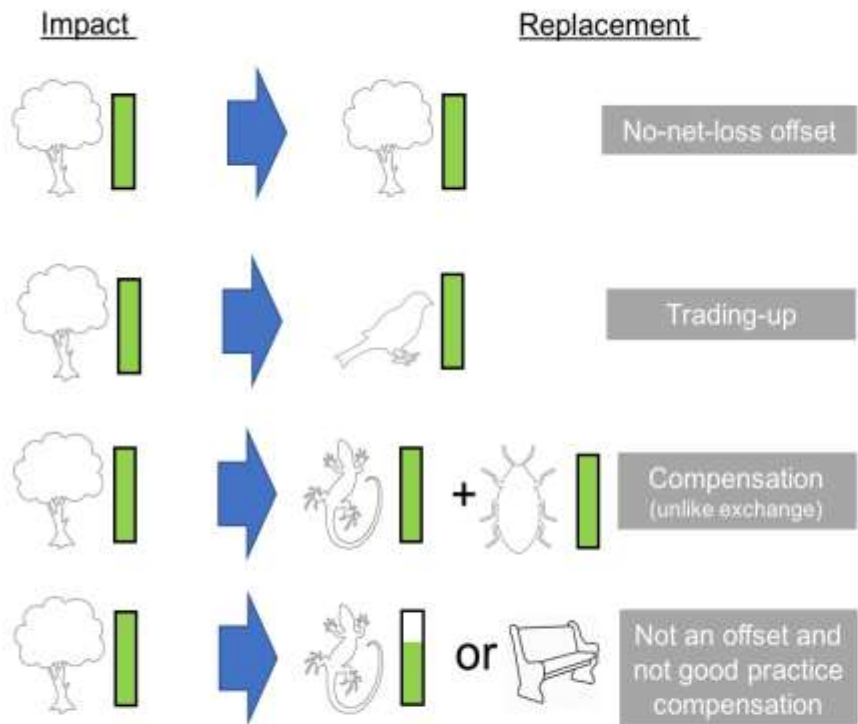 Impact
Replacement
No-net-loss offset
Trading-up
+
Compensation
(unlike exchange)
or
Not an offset and
not good practice
compensation